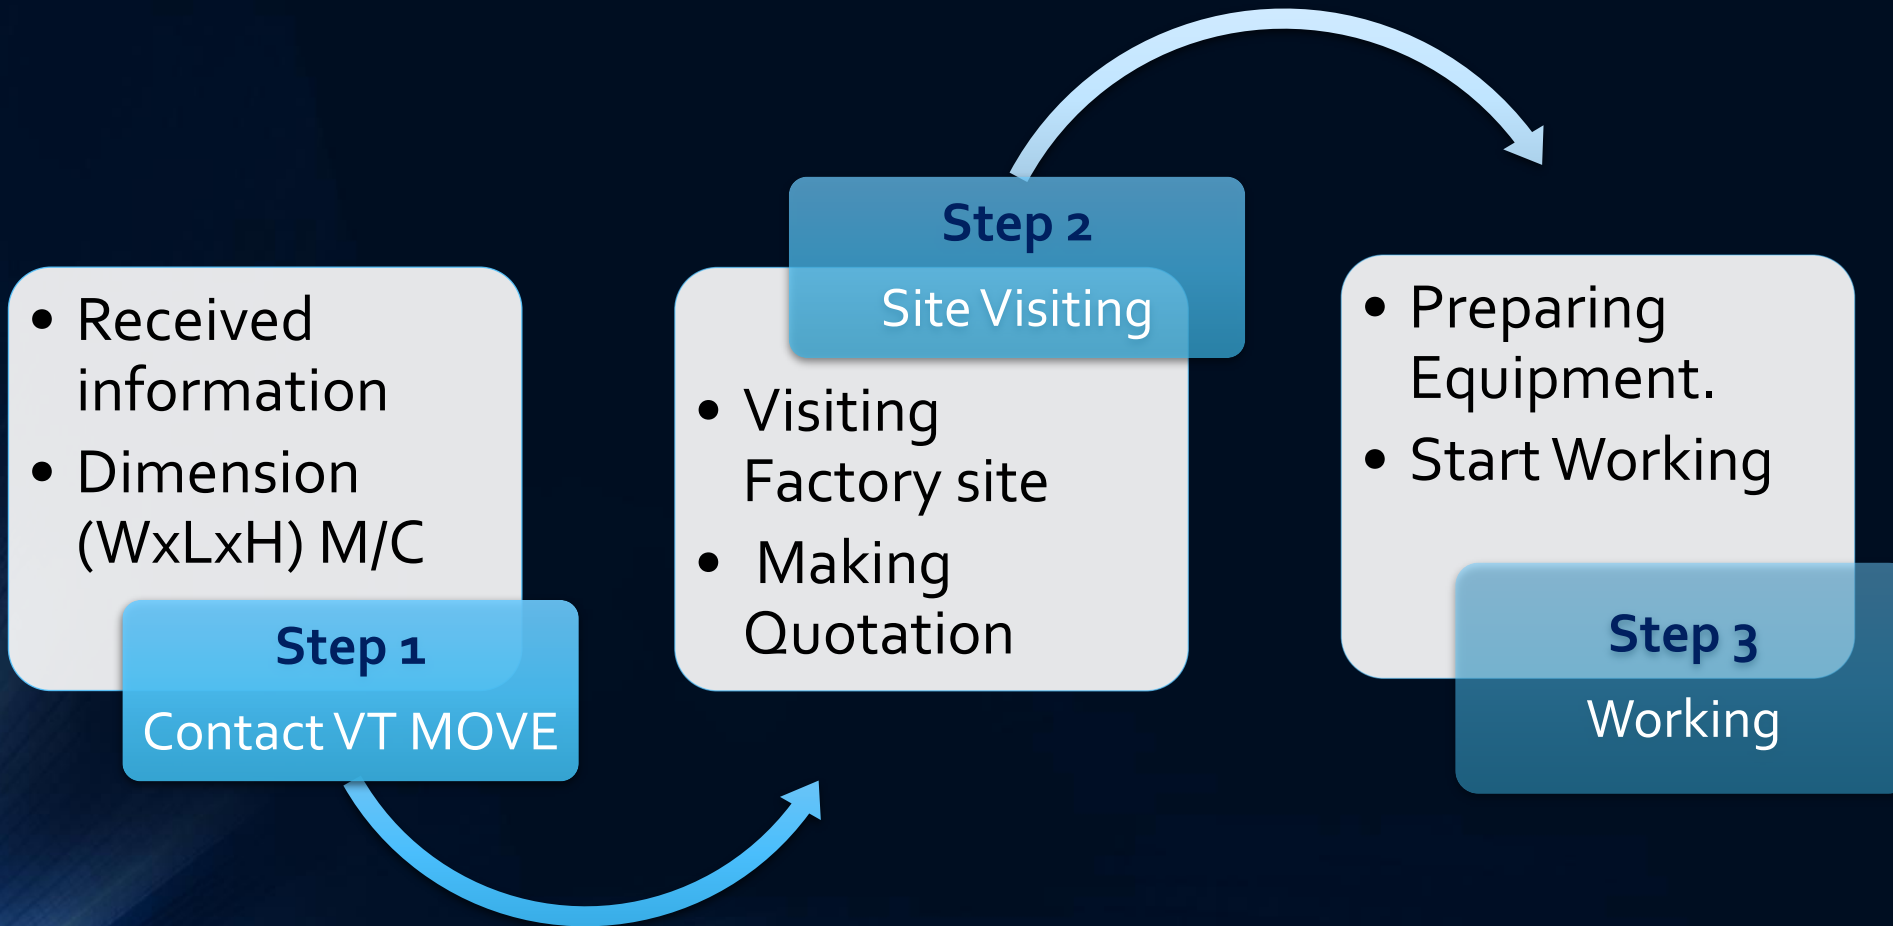 • Received
information
• Dimension
(WxLxH) M/C
Step 1
Contact VT MOVE
Step 2
Site Visiting
• Visiting
Factory site
• Making
Quotation
• Preparing
Equipment.
• Start Working
Step 3
Working